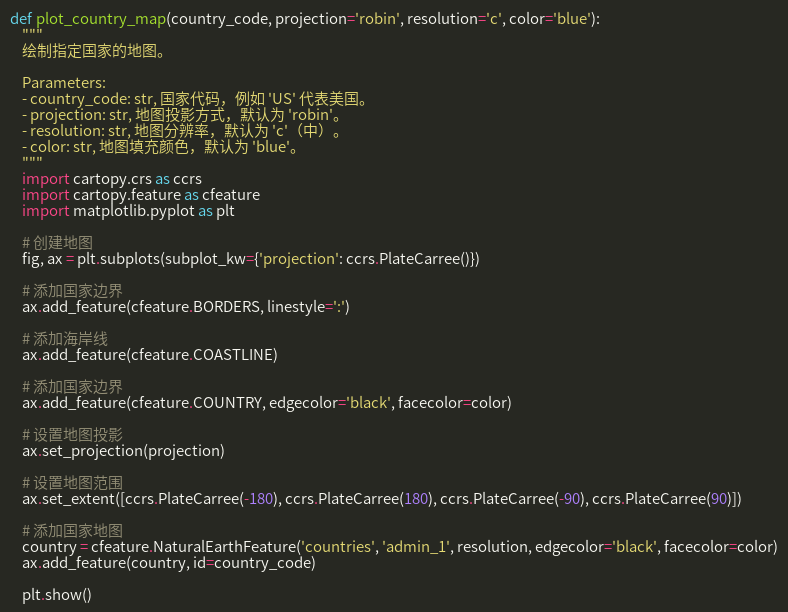 def plot_country_map(country_code, projection='robin', resolution='c', color='blue'):
"""
绘制指定国家的地图。
Parameters:
- country_code: str, 国家代码，例如 'US' 代表美国。
- projection: str, 地图投影方式，默认为 'robin'。
- resolution: str, 地图分辨率，默认为 'c'（中）。
- color: str, 地图填充颜色，默认为 'blue'。
"""
import cartopy.crs as ccrs
import cartopy.feature as cfeature
import matplotlib.pyplot as plt
# 创建地图
fig, ax = plt.subplots(subplot_kw={'projection': ccrs.PlateCarree()})
# 添加国家边界
ax.add_feature(cfeature.BORDERS, linestyle=':')
# 添加海岸线
ax.add_feature(cfeature.COASTLINE)
# 添加国家边界
ax.add_feature(cfeature.COUNTRY, edgecolor='black', facecolor=color)
# 设置地图投影
ax.set_projection(projection)
# 设置地图范围
ax.set_extent([ccrs.PlateCarree(-180), ccrs.PlateCarree(180), ccrs.PlateCarree(-90), ccrs.PlateCarree(90)])
# 添加国家地图
country = cfeature.NaturalEarthFeature('countries', 'admin_1', resolution, edgecolor='black', facecolor=color)
ax.add_feature(country, id=country_code)
plt.show()